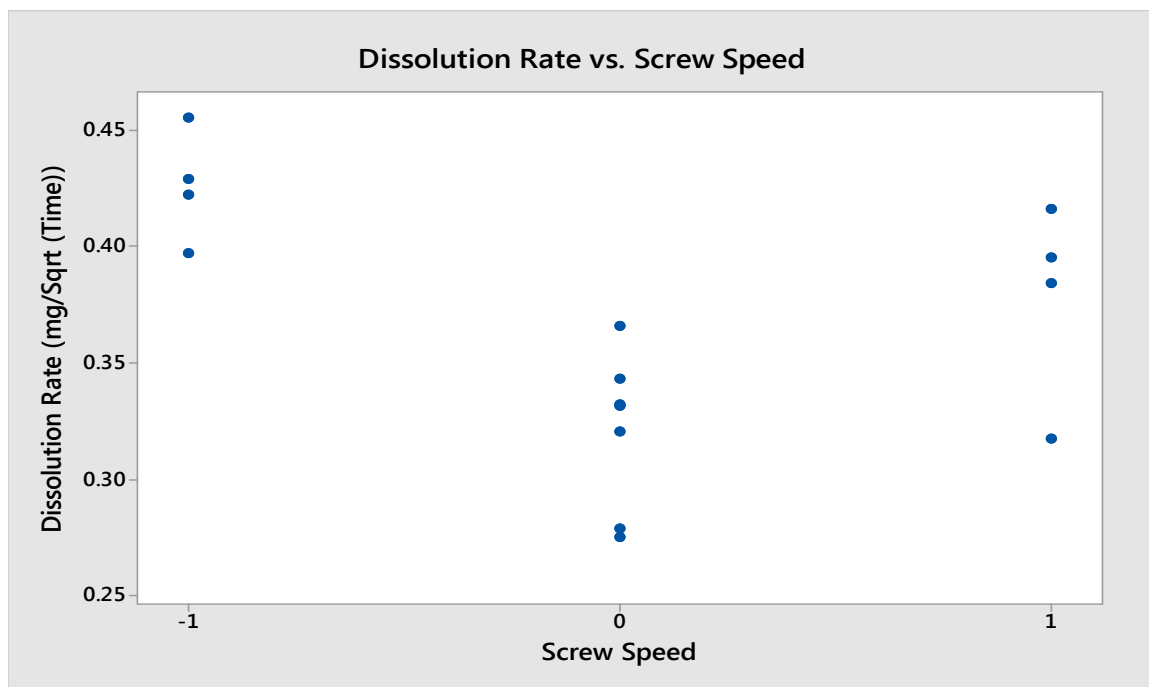 Dissolution Rate vs. Screw Speed
Dissolution Rate (mg/Sqrt (Time))
0.45
0.40
0.35
0.30
0.25
-1
0
1
Screw Speed